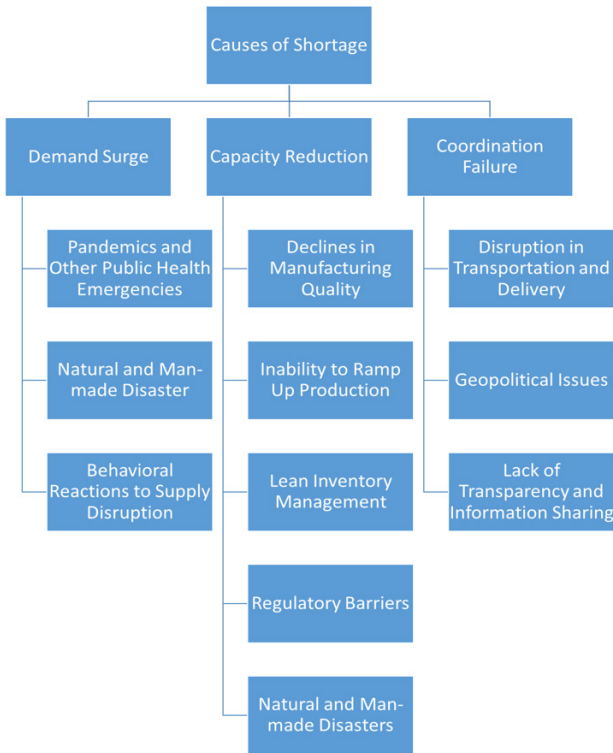 Causes of Shortage
Demand Surge
Pandemics and
Other Public Health
Emergencies
Natural and Man-
made Disaster
Behavioral
Reactions to Supply
Disruption
Capacity Reduction
Declines in
Manufacturing
Quality
Inability to Ramp
Up Production
Lean Inventory
Management
Regulatory Barriers
Natural and Man-
made Disasters
Coordination
Failure
Disruption in
Transportation and
Delivery
Geopolitical Issues
Lack of
Transparency and
Information Sharing